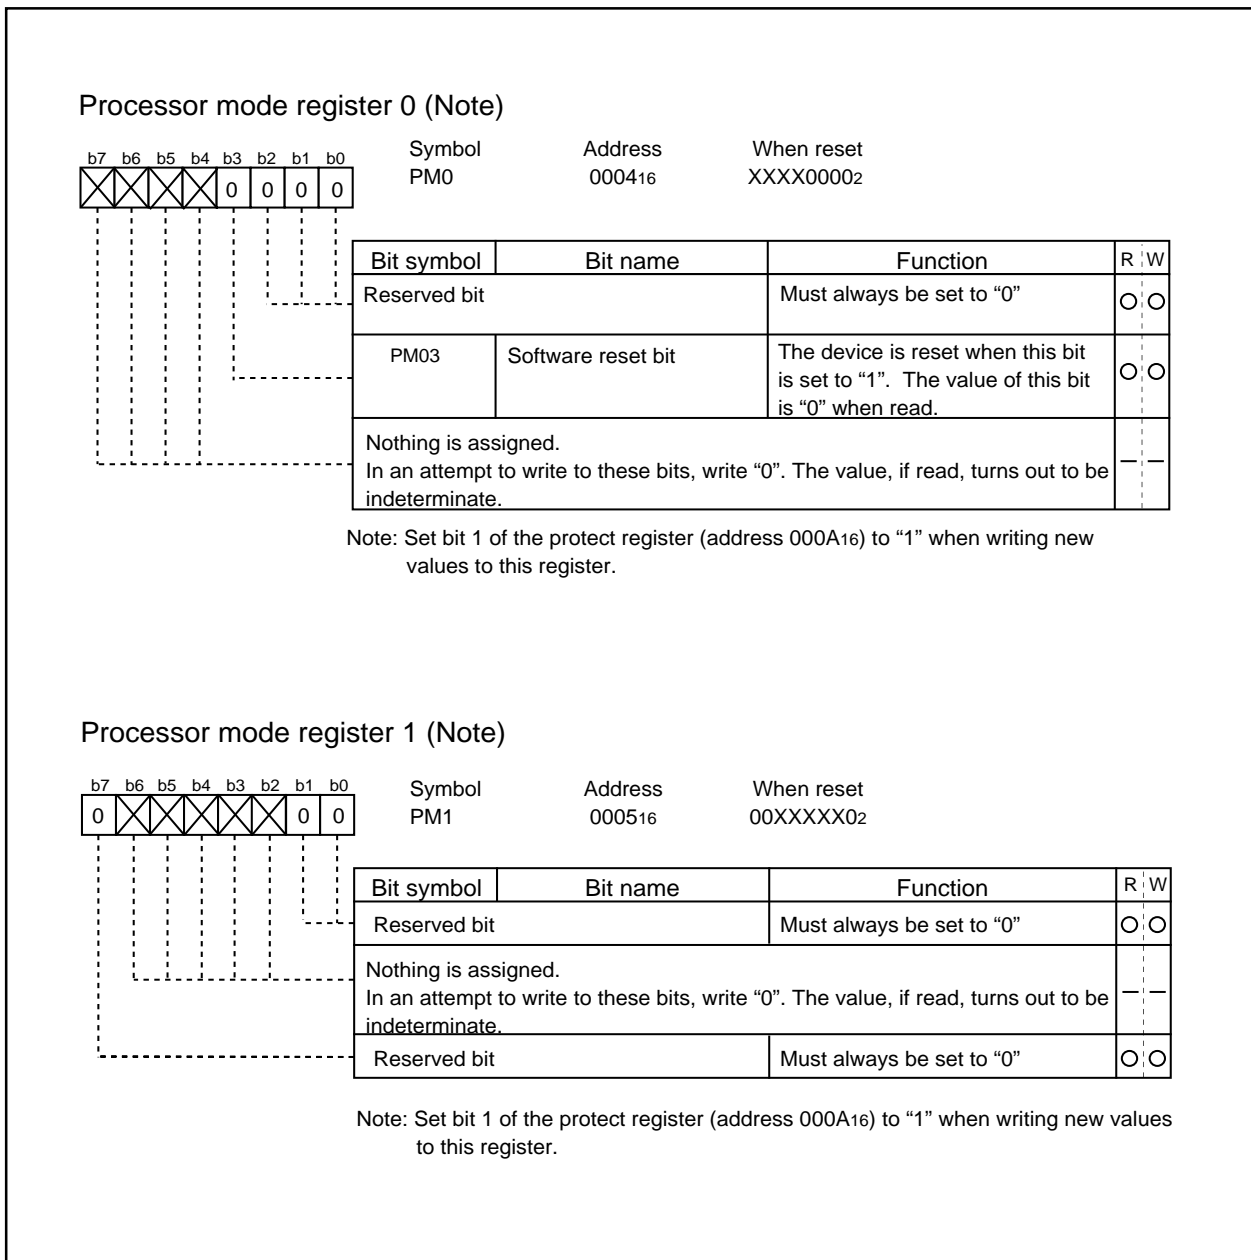 Processor mode register 0 (Note)
b7 b6 b5 b4 b3 b2 b1 b0
0 0 0 0
Symbol Address When reset
PM0 000416 XXXX00002
Bit symbol Bit name Function R W
Reserved bit Must always be set to “0”
PM03 Software reset bit The device is reset when this bit
is set to “1”. The value of this bit
is “0” when read.
Nothing is assigned.
In an attempt to write to these bits, write “0”. The value, if read, turns out to be
indeterminate.
Note: Set bit 1 of the protect register (address 000A16) to “1” when writing new
values to this register.
Processor mode register 1 (Note)
b7 b6 b5 b4 b3 b2 b1 b0
0 0 0
Symbol Address When reset
PM1 000516 00XXXXX02
Bit symbol Bit name Function R W
Reserved bit Must always be set to “0”
Nothing is assigned.
In an attempt to write to these bits, write “0”. The value, if read, turns out to be
indeterminate.
Reserved bit Must always be set to “0”
Note: Set bit 1 of the protect register (address 000A16) to “1” when writing new values
to this register.